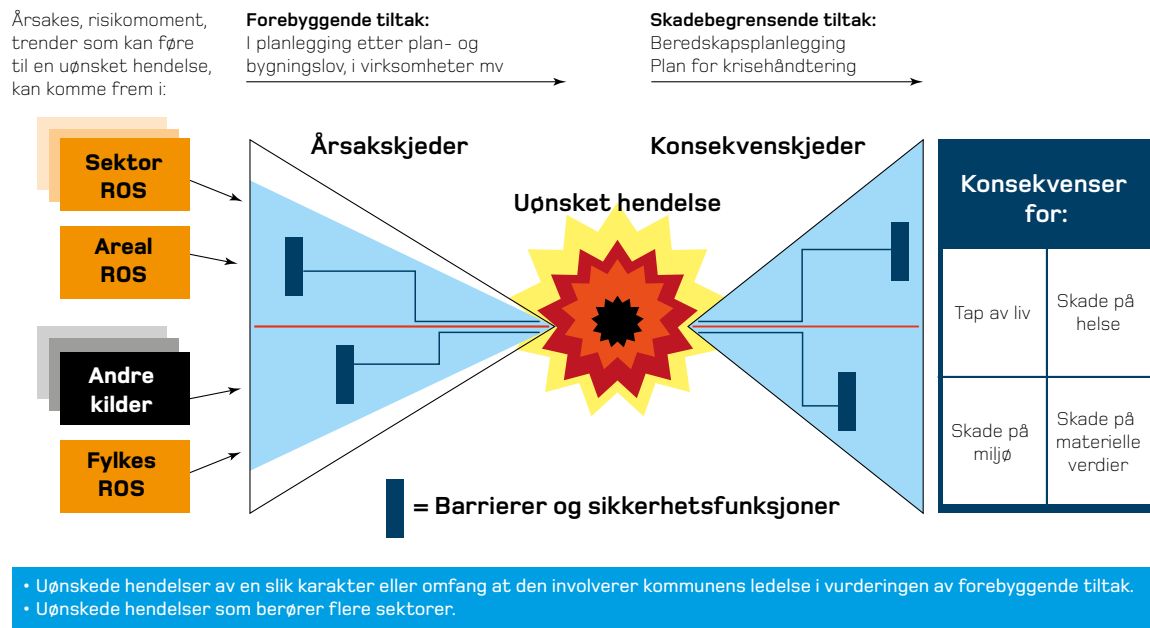 Årsakes, risikomoment,
trender som kan føre
til en uønsket hendelse,
kan komme frem i:
Forebyggende tiltak:
I planlegging etter plan- og
bygningslov, i virksomheter mv
Skadebegrensende tiltak:
Beredskapsplanlegging
Plan for krisehåndtering
Sektor
ROS
Areal
ROS
Andre
kilder
Fylkes
ROS
Årsakskjeder
Uønsket hendelse
Konsekvenskjeder
Konsekvenser
for:
Tap av liv
Skade på
helse
Skade på
miljø
Skade på
materielle
verdier
= Barrierer og sikkerhetsfunksjoner
• Uønskede hendelser av en slik karakter eller omfang at den involverer kommunens ledelse i vurderingen av forebyggende tiltak.
• Uønskede hendelser som berører flere sektorer.